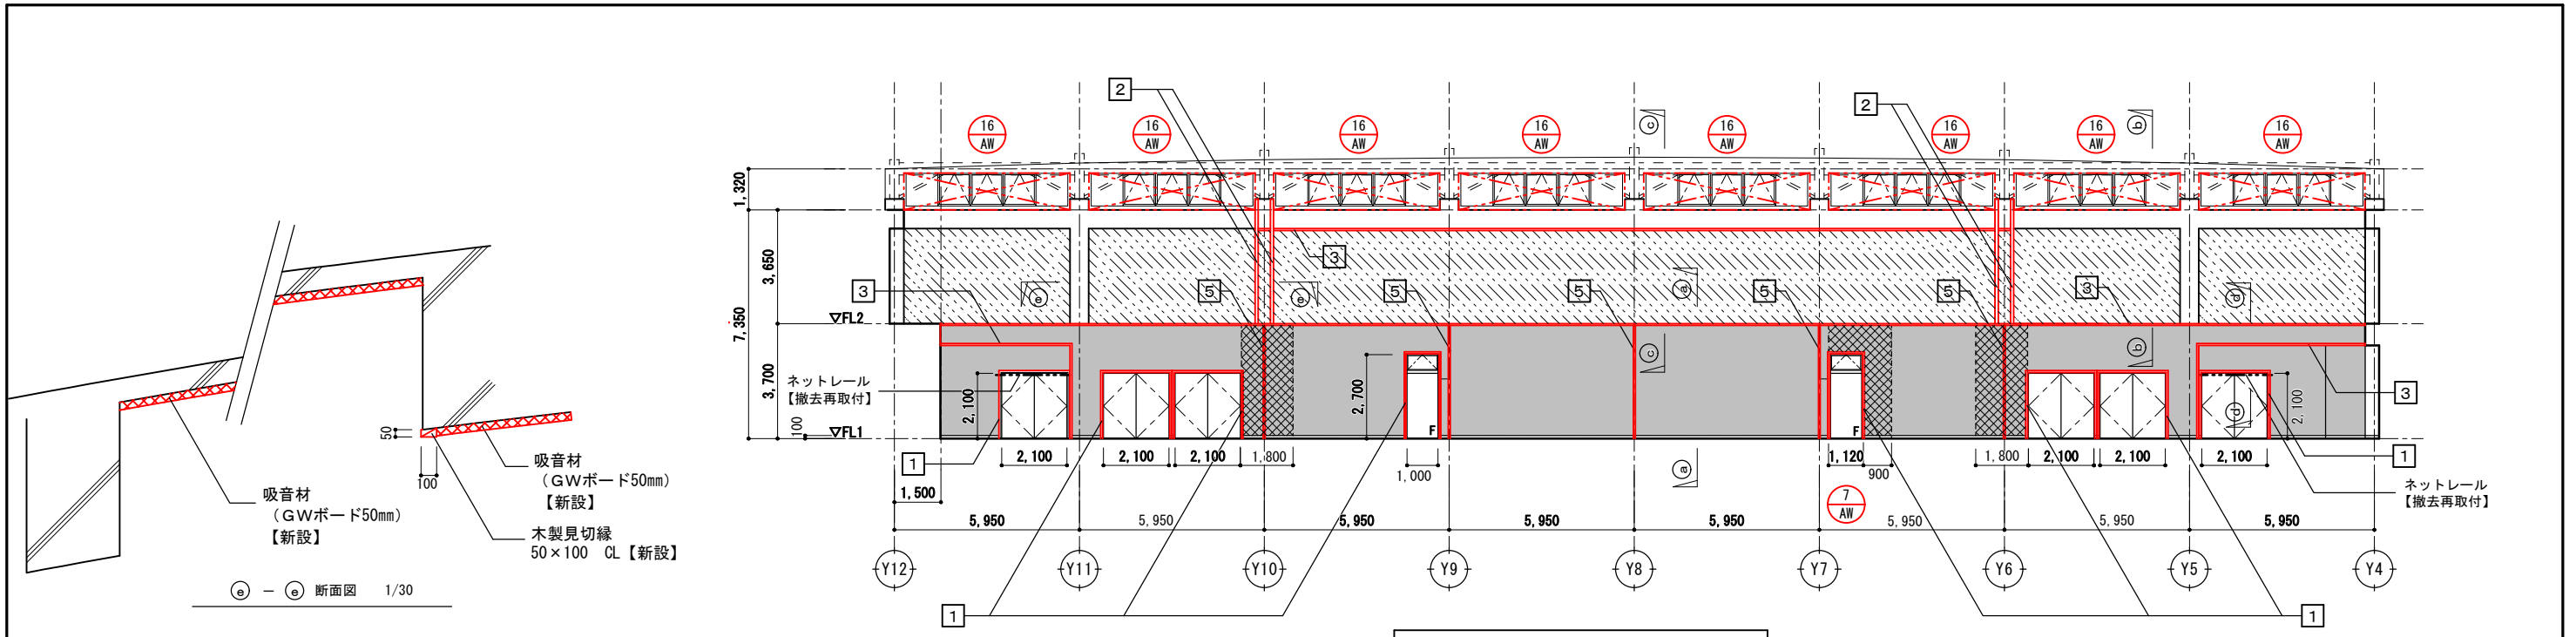 2
2
16
AW
16
AW
16
AW
16
AW
16
AW
16
AW
16
AW
16
AW
c
b
1,320
3,650
7,350
3,700
100
▽FL2
▽FL1
3
3
3
3
5
5
5
5
5
e
e
a
d
c
b
d
a
ネットレール
【撤去再取付】
2,100
2,700
F
F
2,100
1
1
2,100
2,100
2,100
1,800
1,000
1,120
900
1,800
2,100
2,100
2,100
ネットレール
【撤去再取付】
1,500
7
AW
5,950
5,950
5,950
5,950
5,950
5,950
5,950
5,950
Y12
Y11
Y10
Y9
Y8
Y7
Y6
Y5
Y4
1
1
50
100
吸音材
(GWボード50mm)
【新設】
吸音材
(GWボード50mm)
【新設】
木製見切縁
50×100 CL【新設】
e － e 断面図 1/30